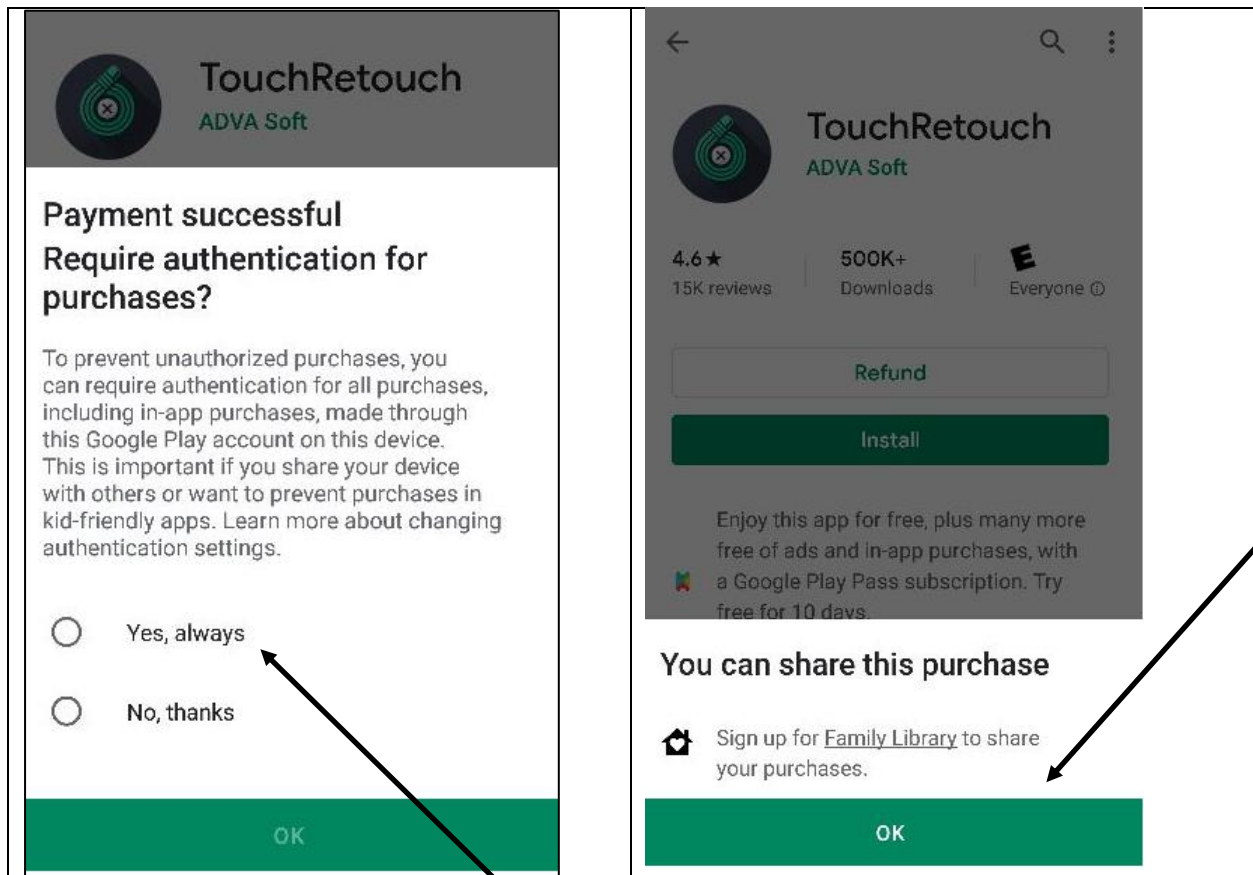 TouchRetouch
ADVA Soft
Payment successful
Require authentication for
purchases?
To prevent unauthorized purchases, you
can require authentication for all purchases,
including in-app purchases, made through
this Google Play account on this device.
This is important if you share your device
with others or want to prevent purchases in
kid-friendly apps. Learn more about changing
authentication settings.
Yes, always
No, thanks
OK
TouchRetouch
ADVA Soft
4.6★ 500K+ E
15K reviews Downloads Everyone
Refund
Install
Enjoy this app for free, plus many more
free of ads and in-app purchases, with
a Google Play Pass subscription. Try
free for 10 days.
You can share this purchase
Sign up for Family Library to share
your purchases.
OK